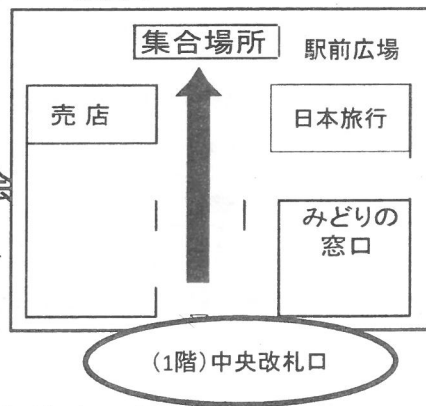 集合場所
駅前広場
売店
日本旅行
みどりの
窓口
(1階)中央改札口